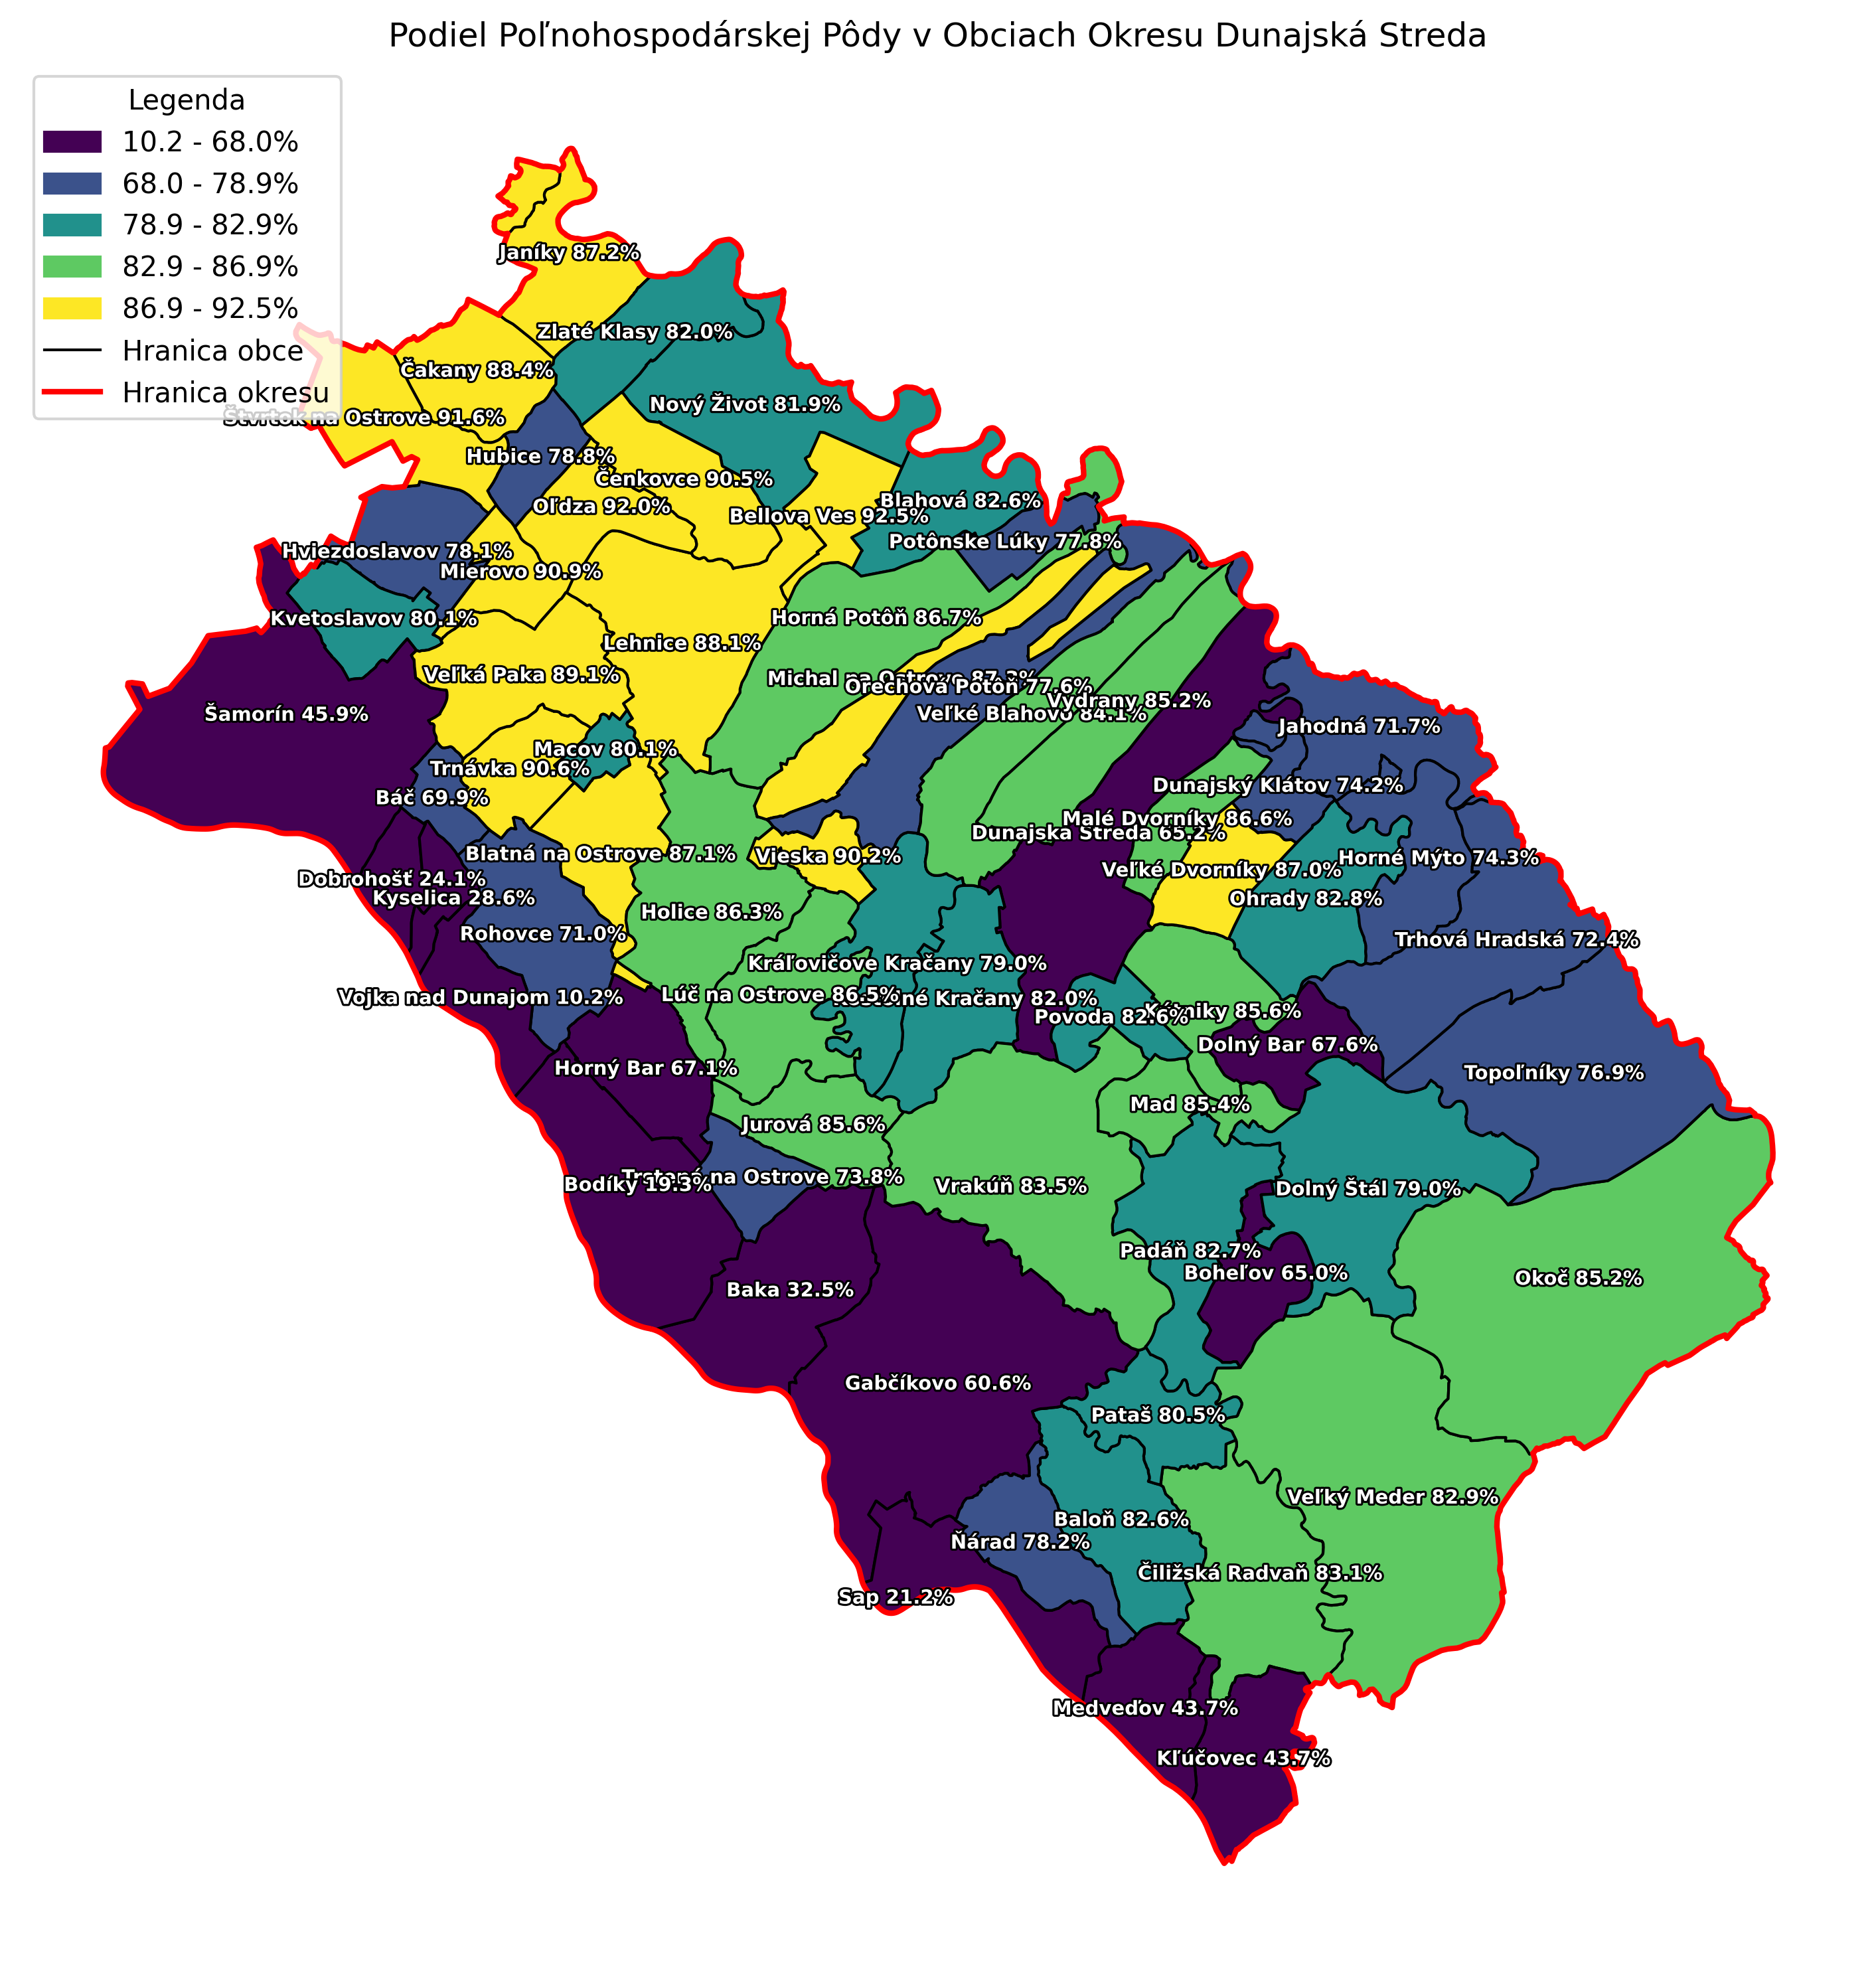 Podiel Poľnohospodárskej Pôdy v Obciach Okresu Dunajská Streda
Legenda
10.2 - 68.0%
68.0 - 78.9%
78.9 - 82.9%
82.9 - 86.9%
86.9 - 92.5%
Hranica obce
Hranica okresu
Janíky 87.2%
Zlaté Klasy 82.0%
Čakany 88.4%
Nový Život 81.9%
Štvrtok na Ostrove 91.6%
Hubice 78.8%
Čenkovce 90.5%
Oľdza 92.0%
Blahová 82.6%
Bellova Ves 92.5%
Potônske Lúky 77.8%
Hviezdoslavov 78.1%
Mierovo 90.9%
Kvetoslavov 80.1%
Horná Potôň 86.7%
Lehnice 88.1%
Veľká Paka 89.1%
Michal na Ostrove 87.2%
Orechová Potôň 77.6%
Vydrany 85.2%
Veľké Blahovo 84.1%
Šamorín 45.9%
Jahodná 71.7%
Macov 80.1%
Trnávka 90.6%
Dunajský Klátov 74.2%
Báč 69.9%
Malé Dvorníky 86.6%
Dunajská Streda 65.2%
Blatná na Ostrove 87.1%
Vieska 90.2%
Horné Mýto 74.3%
Veľké Dvorníky 87.0%
Dobrohošť 24.1%
Kyselica 28.6%
Ohrady 82.8%
Holice 86.3%
Rohovce 71.0%
Trhová Hradská 72.4%
Kráľovičove Kračany 79.0%
Lúč na Ostrove 86.5%
Vojka nad Dunajom 10.2%
Kračany 82.0%
Kútniky 85.6%
Povoda 82.6%
Dolný Bar 67.6%
Horný Bar 67.1%
Topoľníky 76.9%
Mad 85.4%
Jurová 85.6%
Trstená na Ostrove 73.8%
Bodíky 19.3%
Vrakúň 83.5%
Dolný Štál 79.0%
Padáň 82.7%
Boheľov 65.0%
Okoč 85.2%
Baka 32.5%
Gabčíkovo 60.6%
Pataš 80.5%
Veľký Meder 82.9%
Baloň 82.6%
Ňárad 78.2%
Čiližská Radvaň 83.1%
Sap 21.2%
Medveďov 43.7%
Kľúčovec 43.7%